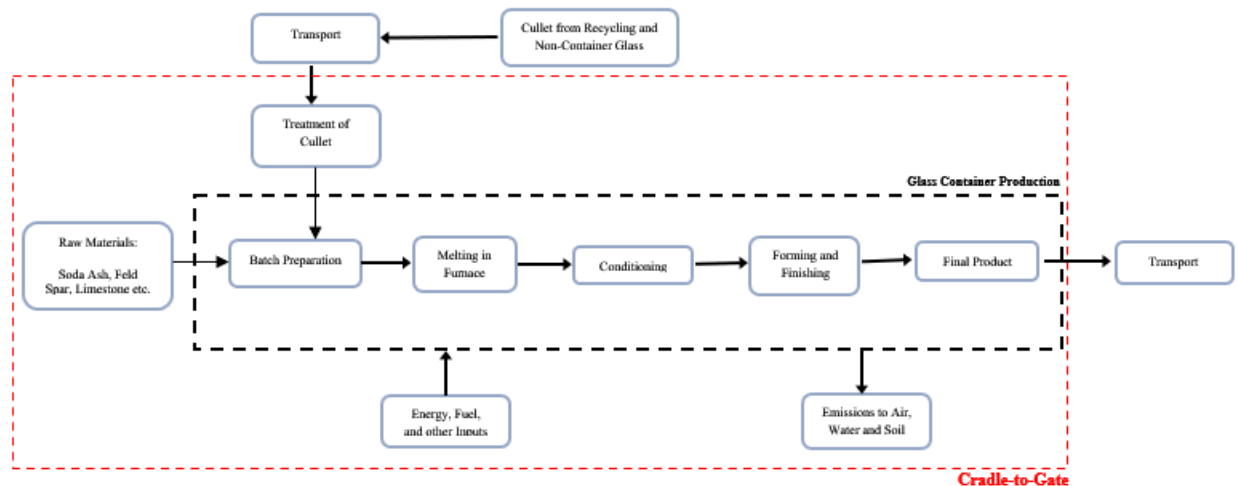 Transport
Cullet from Recycling and
Non-Container Glass
Treatment of
Cullet
Glass Container Production
Raw Materials:
Soda Ash, Feld
Spar, Limestone etc.
Batch Preparation
Melting in
Furnace
Conditioning
Forming and
Finishing
Final Product
Transport
Energy, Fuel,
and other Inputs
Emissions to Air,
Water and Soil
Cradle-to-Gate